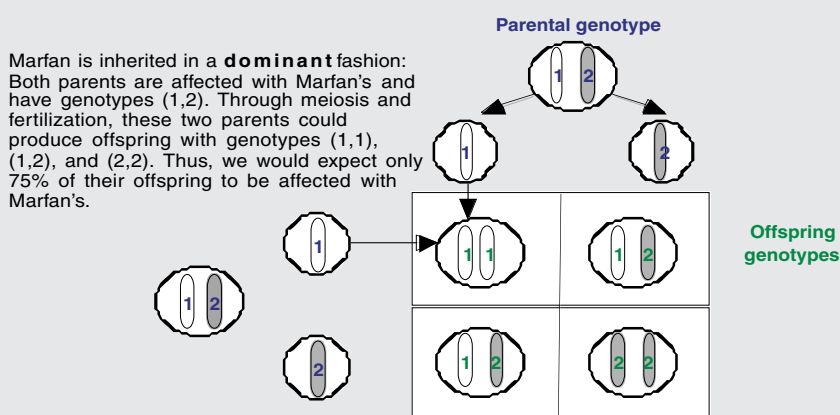 Parental genotype
Marfan is inherited in a dominant fashion:
Both parents are affected with Marfan's and
have genotypes (1,2). Through meiosis and
fertilization, these two parents could
produce offspring with genotypes (1,1),
(1,2), and (2,2). Thus, we would expect only
75% of their offspring to be affected with
Marfan's.
1 2
1 2
1 1 1 1 2
Offspring
genotypes
1 2
2 1 2 2 2